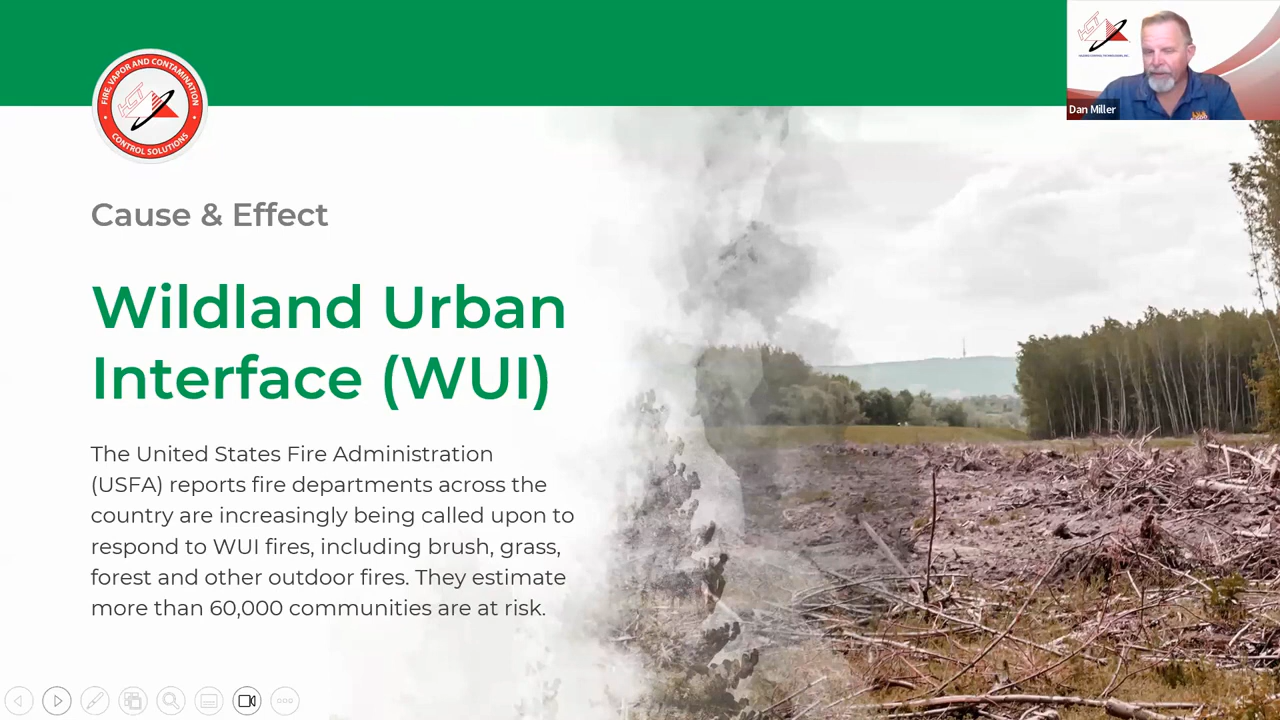 FIRE, VAPOR AND CONTAMINATION
HCT
CONTROL SOLUTIONS
HCT
Dan Miller
Cause & Effect
Wildland Urban
Interface (WUI)
The United States Fire Administration
(USFA) reports fire departments across the
country are increasingly being called upon to
respond to WUI fires, including brush, grass,
forest and other outdoor fires. They estimate
more than 60,000 communities are at risk.